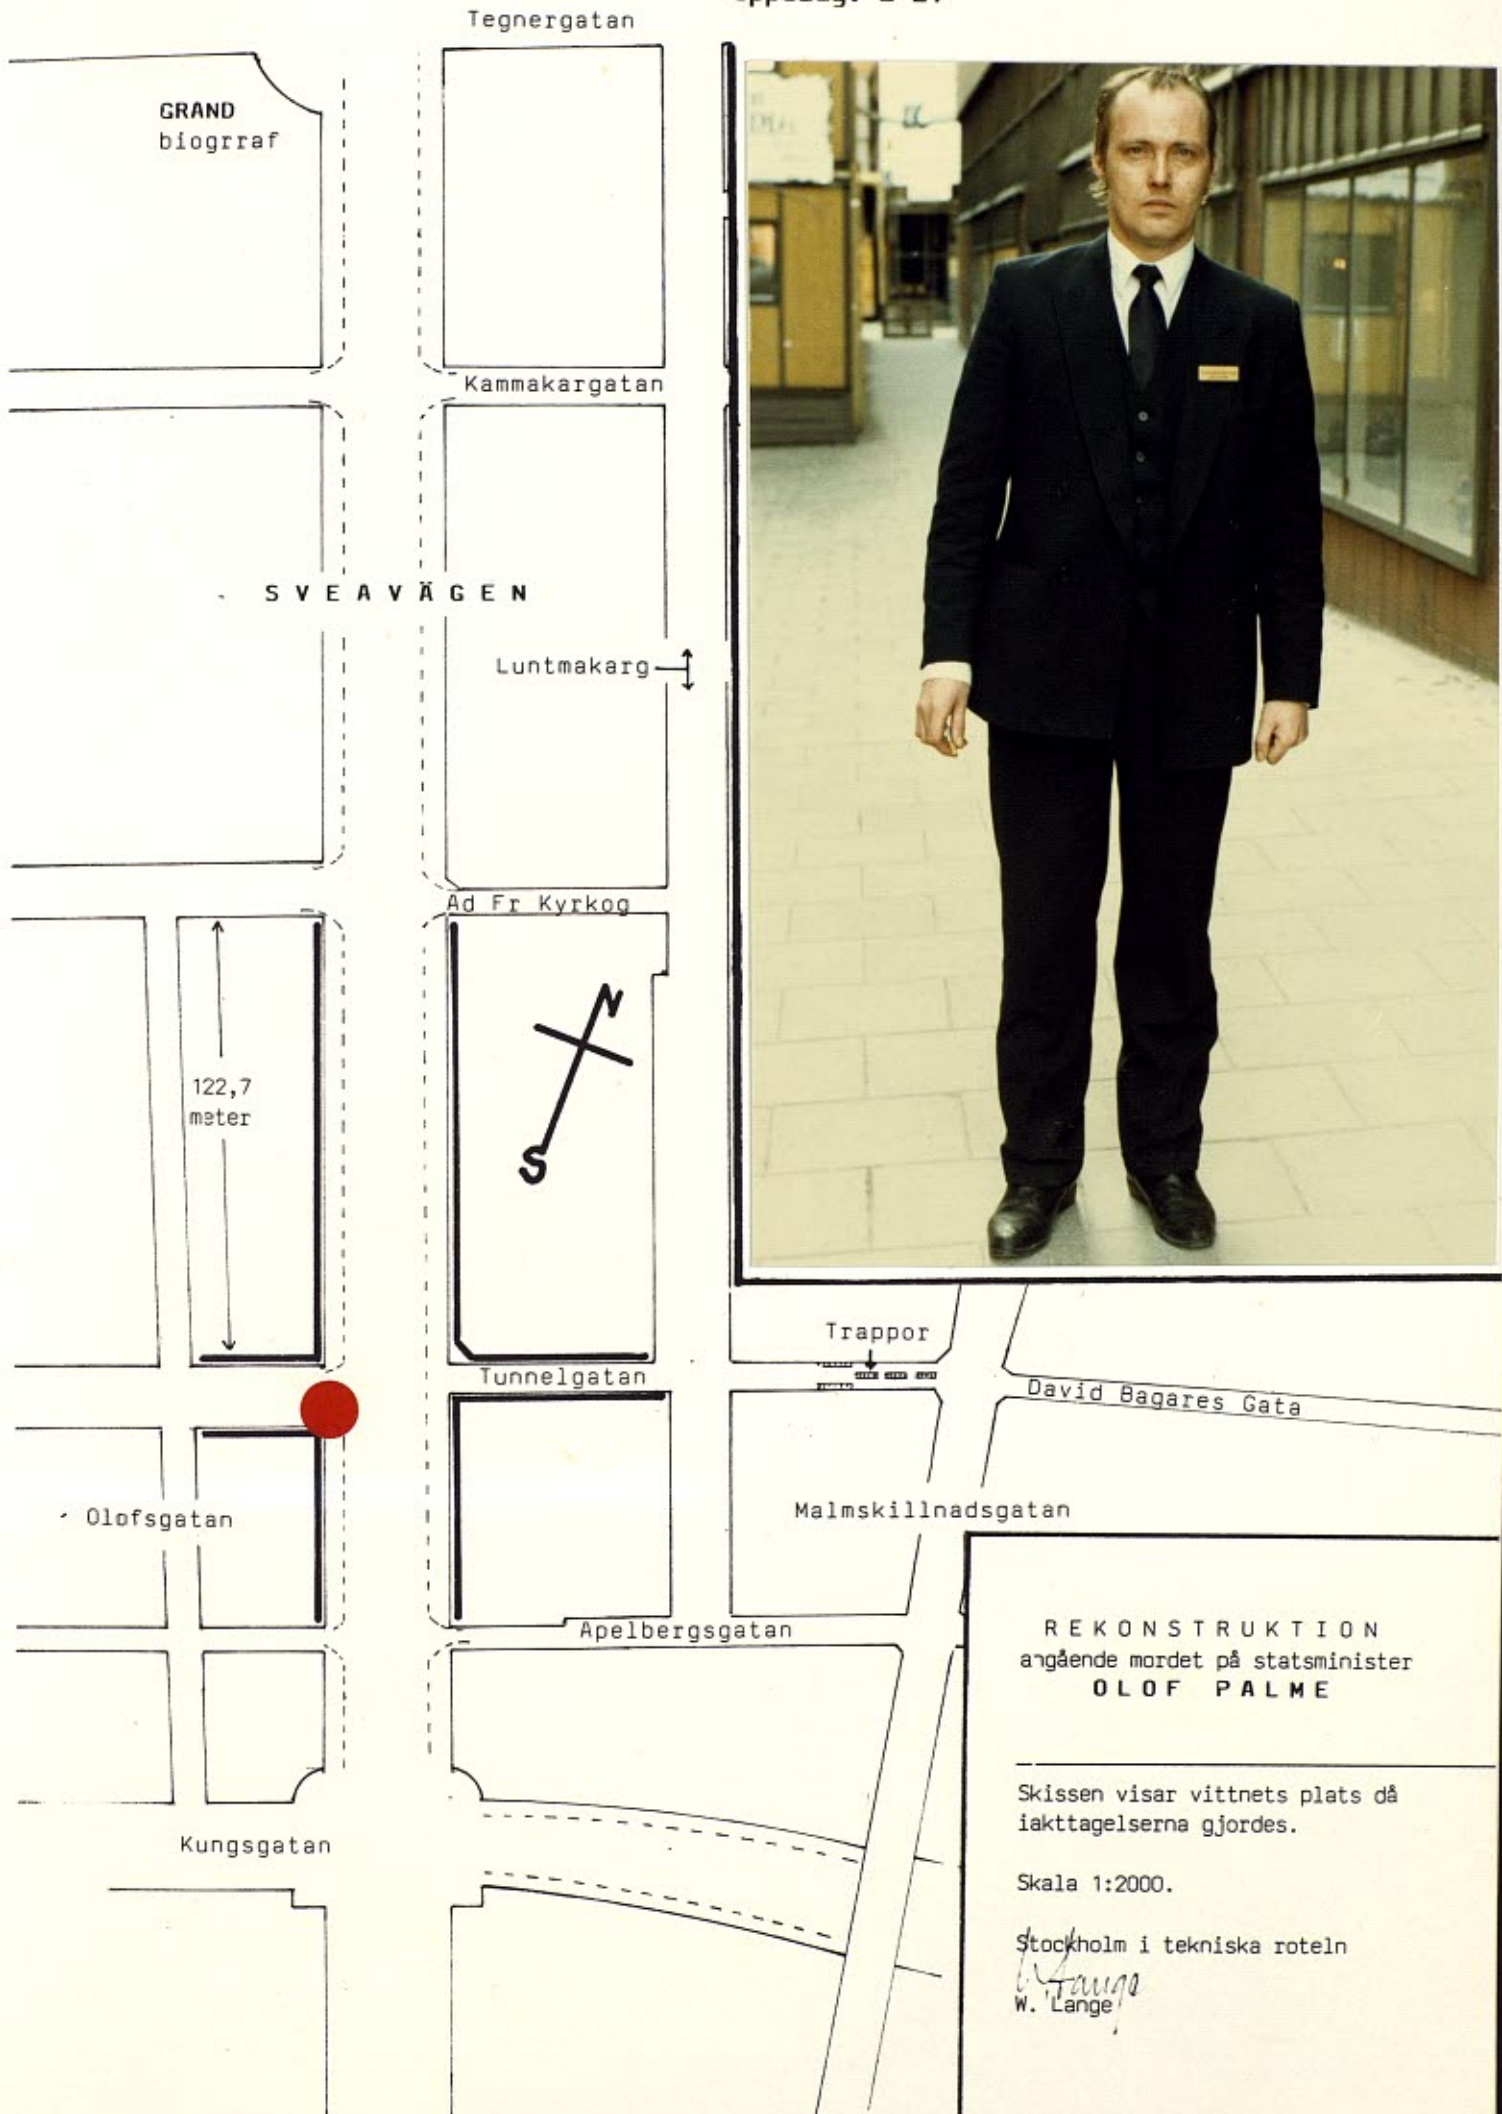 Tegnergatan
GRAND
biogrraf
Kammakargatan
SVEAVÄGEN
Luntmakarg
Ad Fr Kyrkog
N
S
122,7
meter
Trappor
Tunnelgatan
David Bagares Gata
Olofsgatan
Malmskillnadsgatan
Apelbergsgatan
Kungsgatan
REKONSTRUKTION
angående mordet på statsminister
OLOF PALME
Skissen visar vittnets plats då
iakttagelserna gjordes.
Skala 1:2000.
Stockholm i tekniska roteln
W. Lange